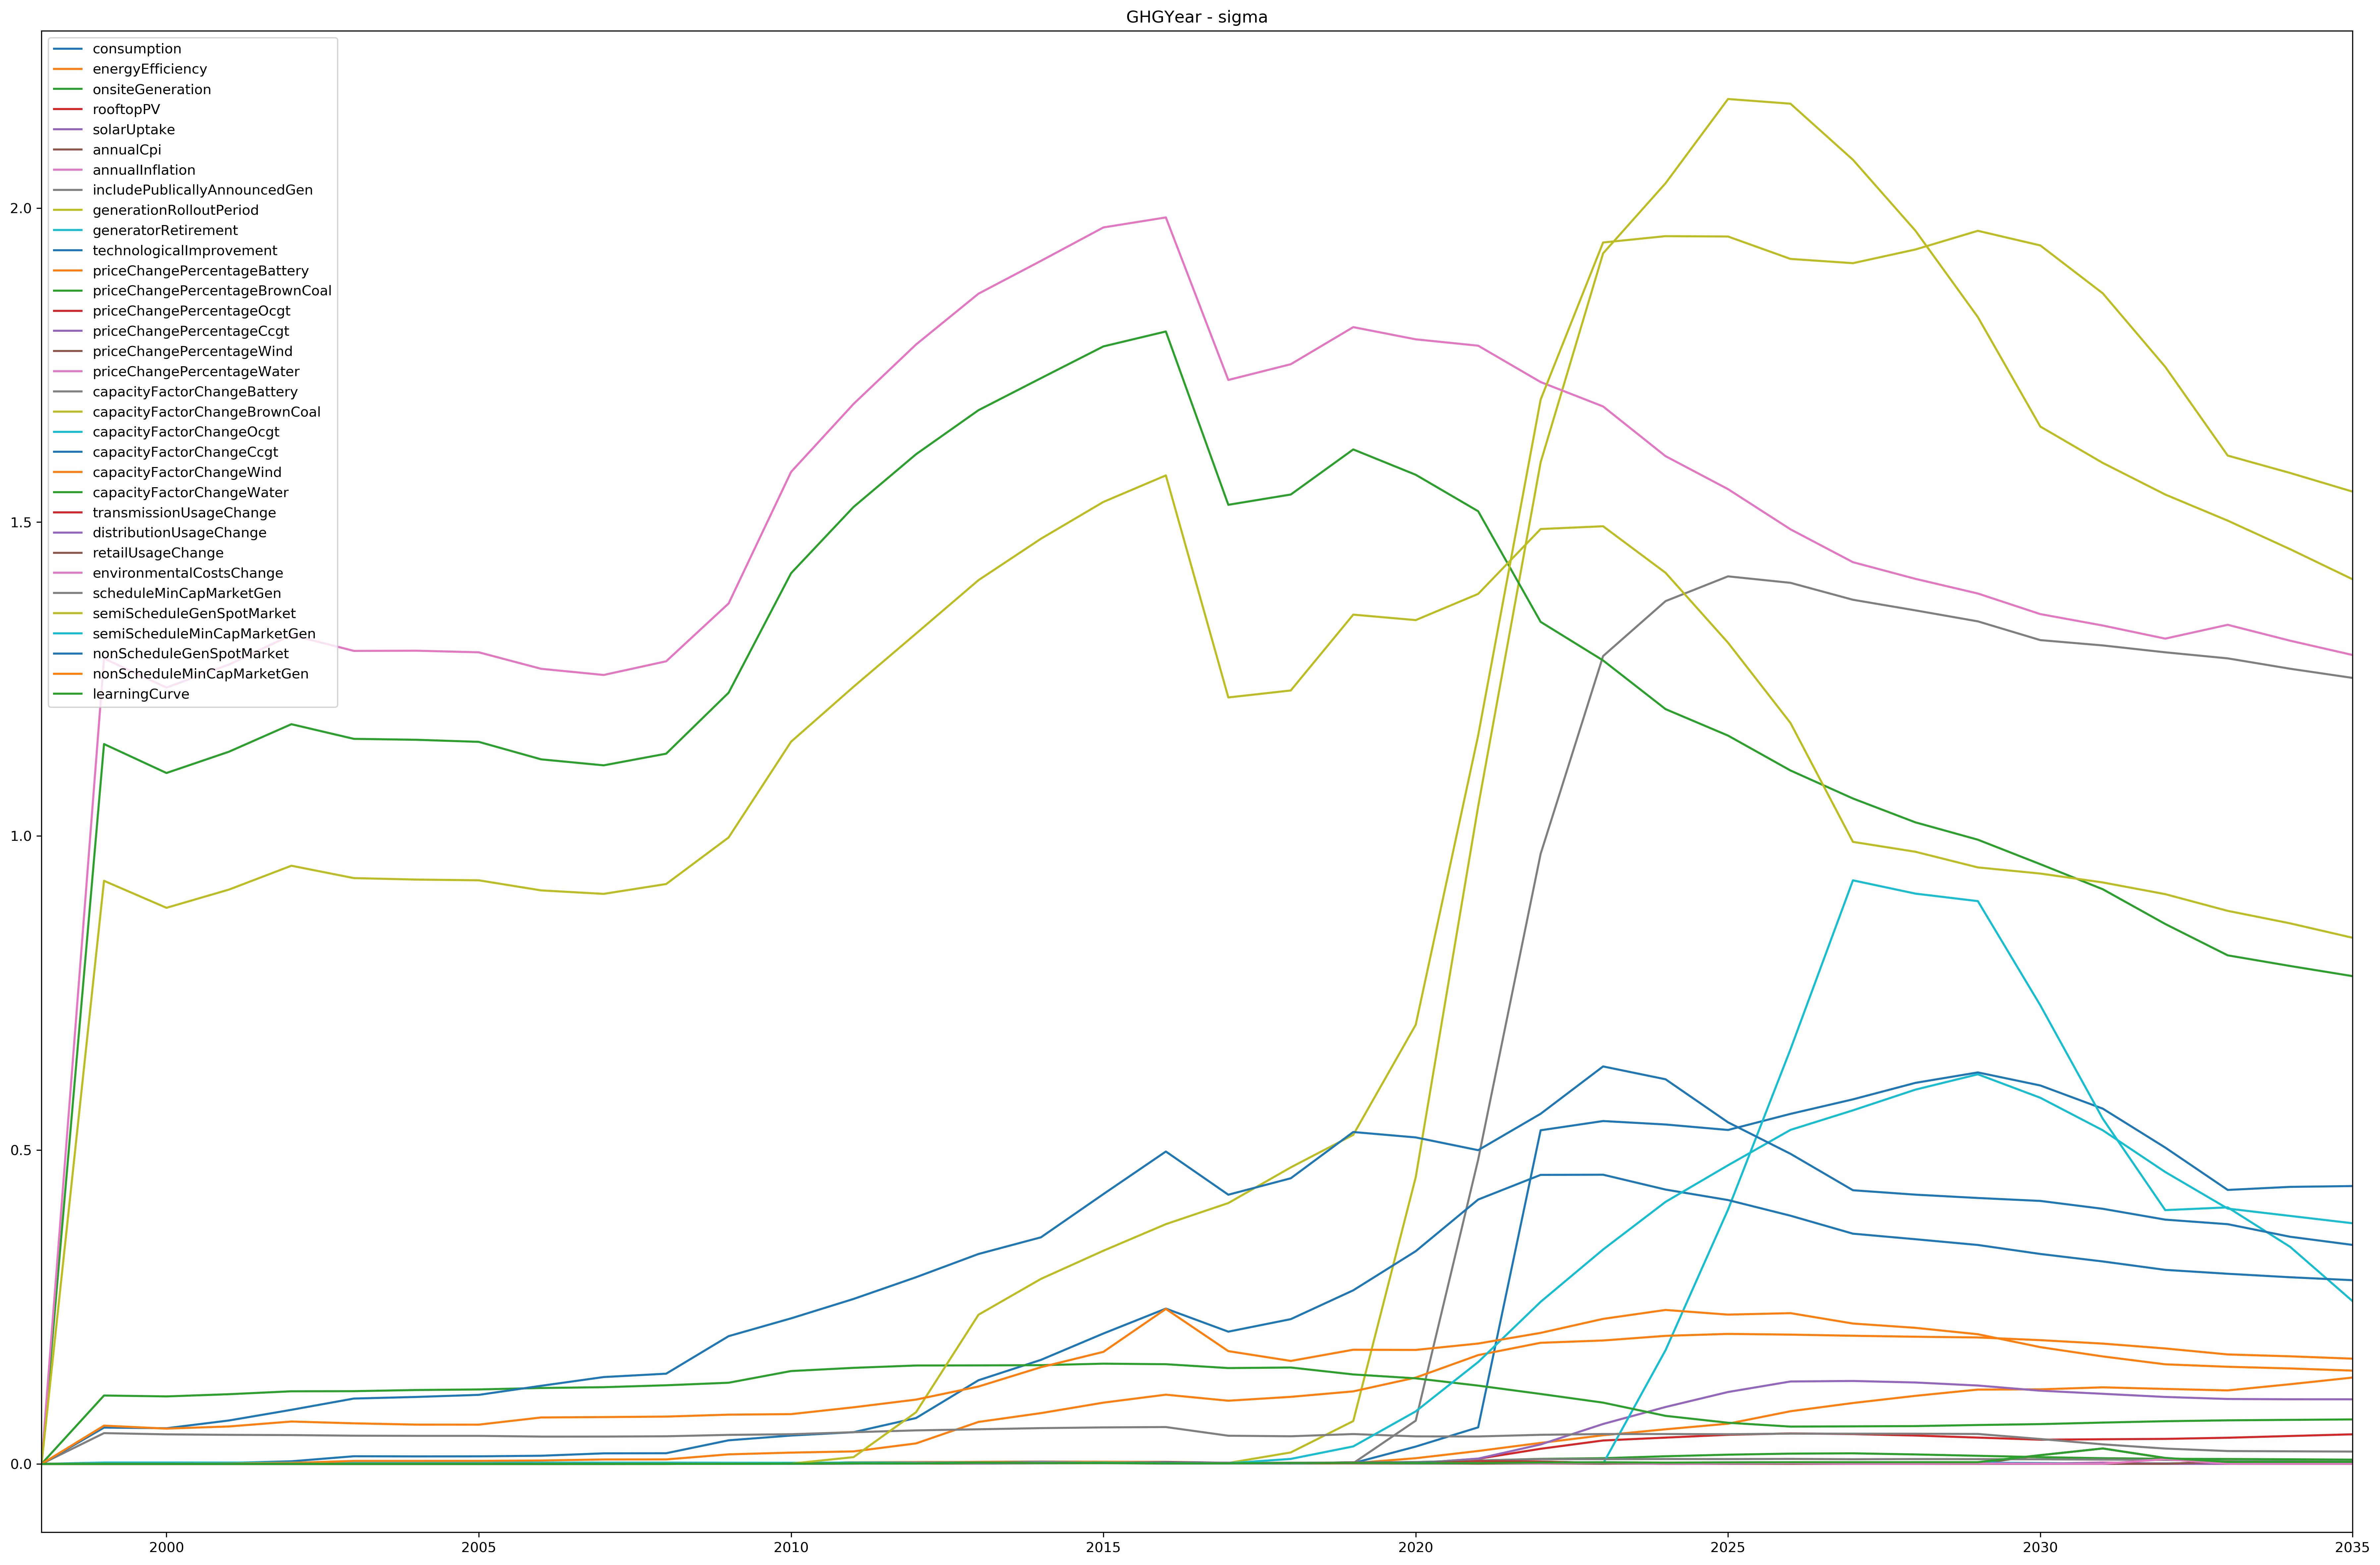 GHGYear - sigma
consumption
energyEfficiency
onsiteGeneration
rooftopPV
solarUptake
annualCpi
annualInflation
includePublicallyAnnouncedGen
generationRolloutPeriod
generatorRetirement
technologicalImprovement
priceChangePercentageBattery
priceChangePercentageBrownCoal
priceChangePercentageOcgt
priceChangePercentageCcgt
priceChangePercentageWind
priceChangePercentageWater
capacityFactorChangeBattery
capacityFactorChangeBrownCoal
capacityFactorChangeOcgt
capacityFactorChangeCcgt
capacityFactorChangeWind
capacityFactorChangeWater
transmissionUsageChange
distributionUsageChange
retailUsageChange
environmentalCostsChange
scheduleMinCapMarketGen
semiScheduleGenSpotMarket
semiScheduleMinCapMarketGen
nonScheduleGenSpotMarket
nonScheduleMinCapMarketGen
learningCurve
2.0
1.5
1.0
0.5
0.0
2000 2005 2010 2015 2020 2025 2030 2035